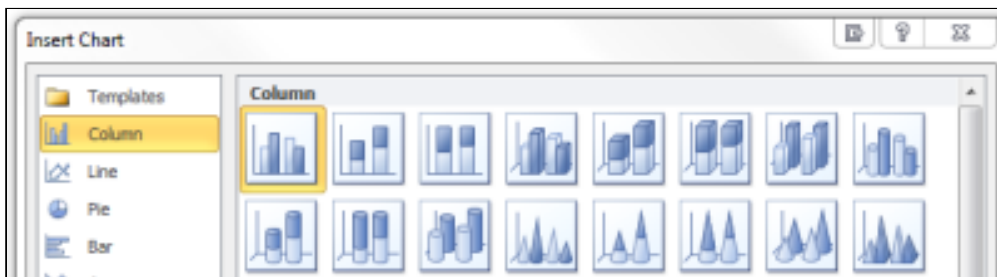 Insert Chart
Templates
Column
Line
Pie
Bar
Column